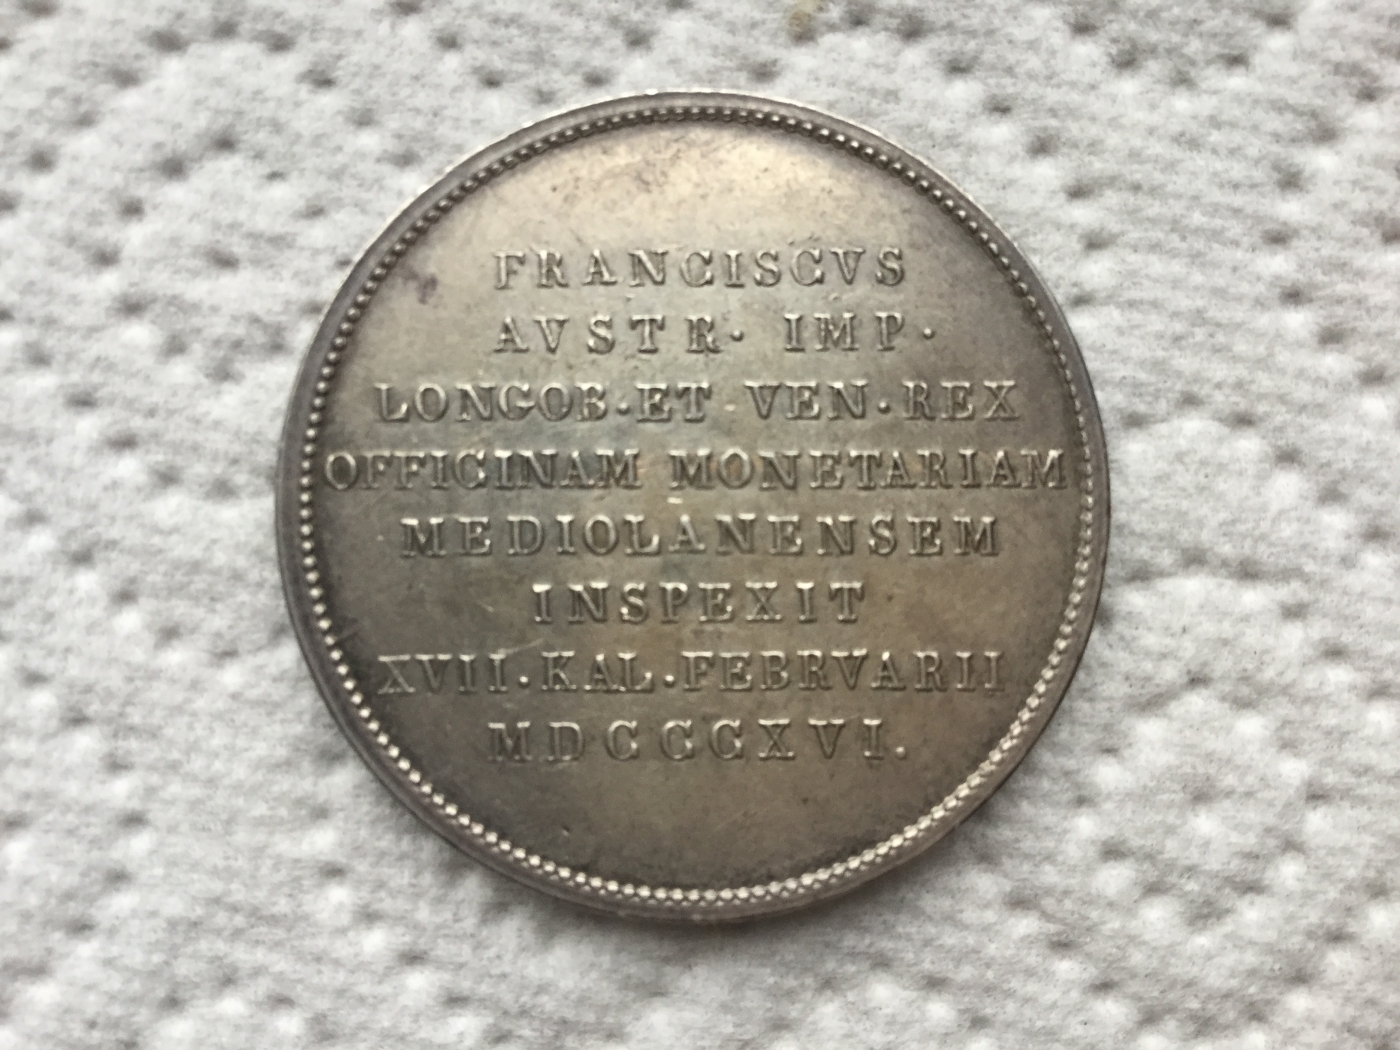 FRANCISCVS
AVSTR· IMP·
LONGOB·ET VEN·REX
OFFICINAM MONETARIAM
MEDIOLANENSEM
INSPEXIT
XVII·KAL·FEBRVARII
MDCCCXVI.